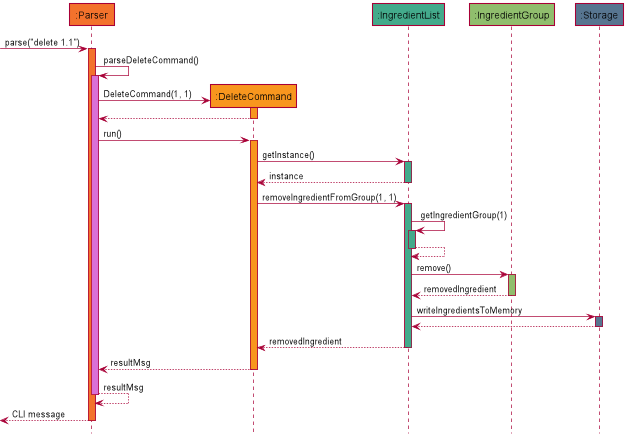 :Parser
:IngredientList
:IngredientGroup
:Storage
parse("delete 1.1")
parseDeleteCommand()
DeleteCommand(1, 1)
:DeleteCommand
run()
getInstance()
instance
removeIngredientFromGroup(1, 1)
getIngredientGroup(1)
remove()
removedIngredient
writeIngredientsToMemory
removedIngredient
resultMsg
resultMsg
CLI message